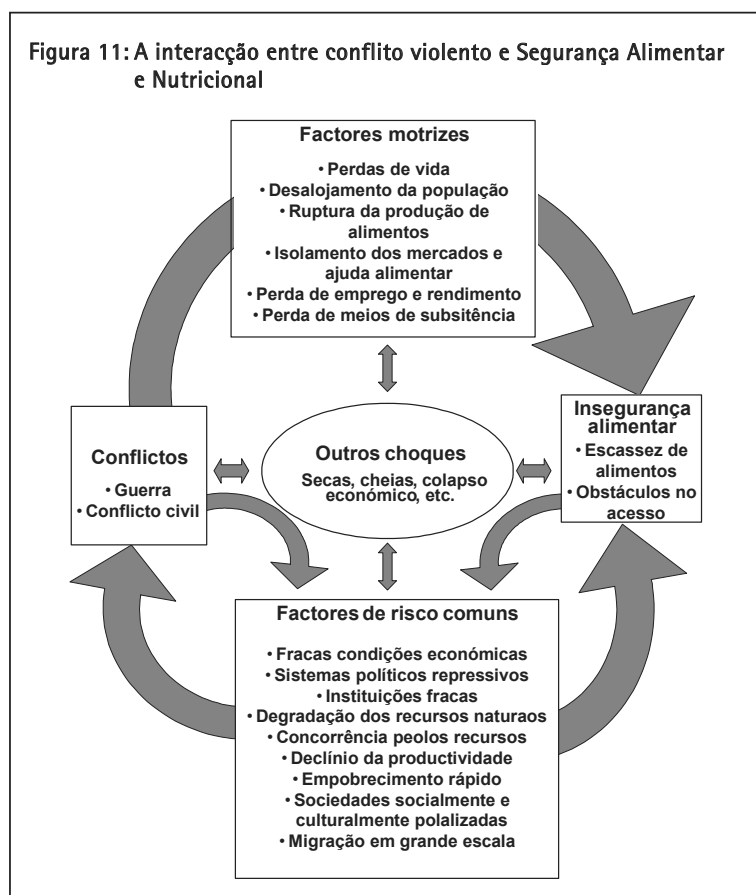 Figura 11: A interacção entre conflito violento e Segurança Alimentar
e Nutricional
Factores motrizes
• Perdas de vida
• Desalojamento da população
• Ruptura da produção de
alimentos
• Isolamento dos mercados e
ajuda alimentar
• Perda de emprego e rendimento
• Perda de meios de subsitência
Conflictos
• Guerra
• Conflicto civil
Outros choques
Secas, cheias, colapso
económico, etc.
Insegurança
alimentar
• Escassez de
alimentos
• Obstáculos no
acesso
Factores de risco comuns
• Fracas condições económicas
• Sistemas políticos repressivos
• Instituições fracas
• Degradação dos recursos naturaos
• Concorrência peolos recursos
• Declínio da productividade
• Empobrecimento rápido
• Sociedades socialmente e
culturalmente polalizadas
• Migração em grande escala